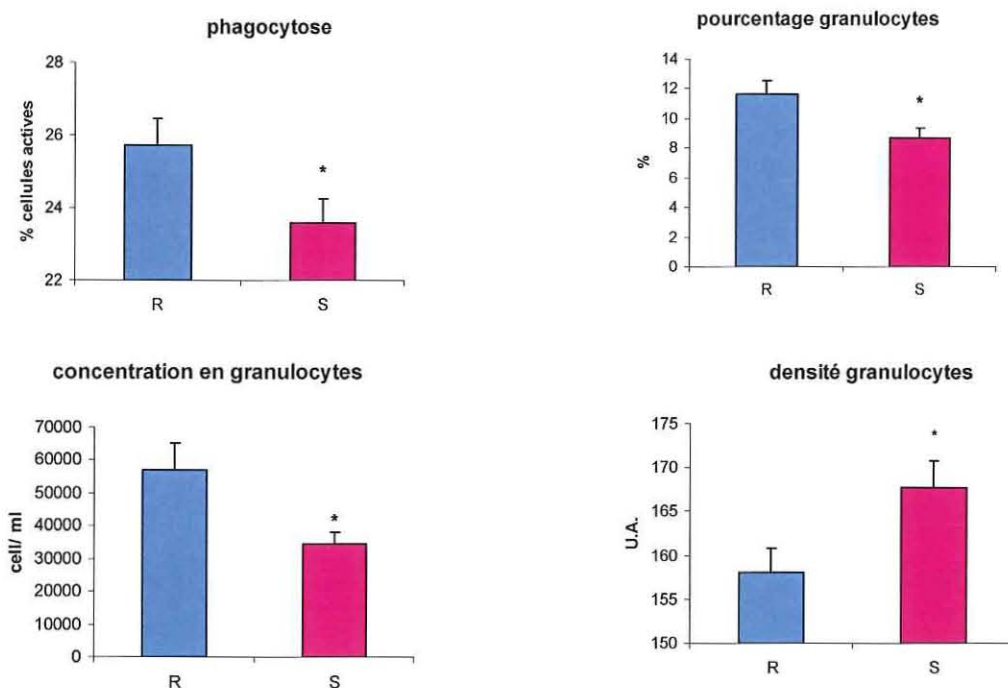 phagocytose
28
26
24
22
% cellules actives
*
R
S
pourcentage granulocytes
14
12
10
8
6
4
2
0
%
*
R
S
concentration en granulocytes
70000
60000
50000
40000
30000
20000
10000
0
cell/ ml
*
R
S
densité granulocytes
175
170
165
160
155
150
U.A.
*
R
S